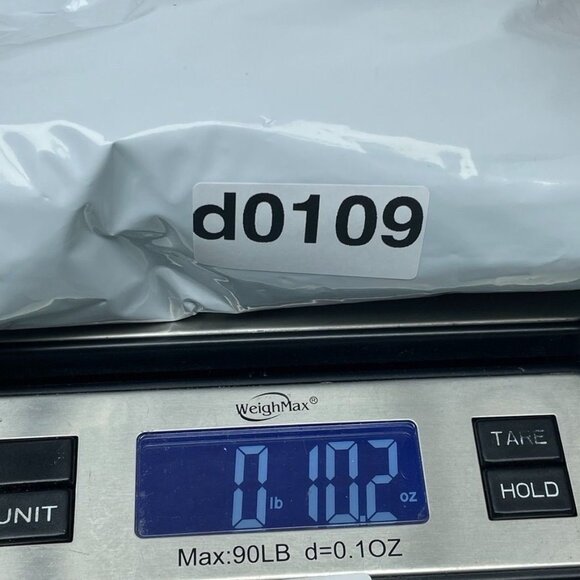 d0109
WeighMax®
TARE
0 lb 10.2 oz
HOLD
UNIT
Max:90LB d=0.1OZ